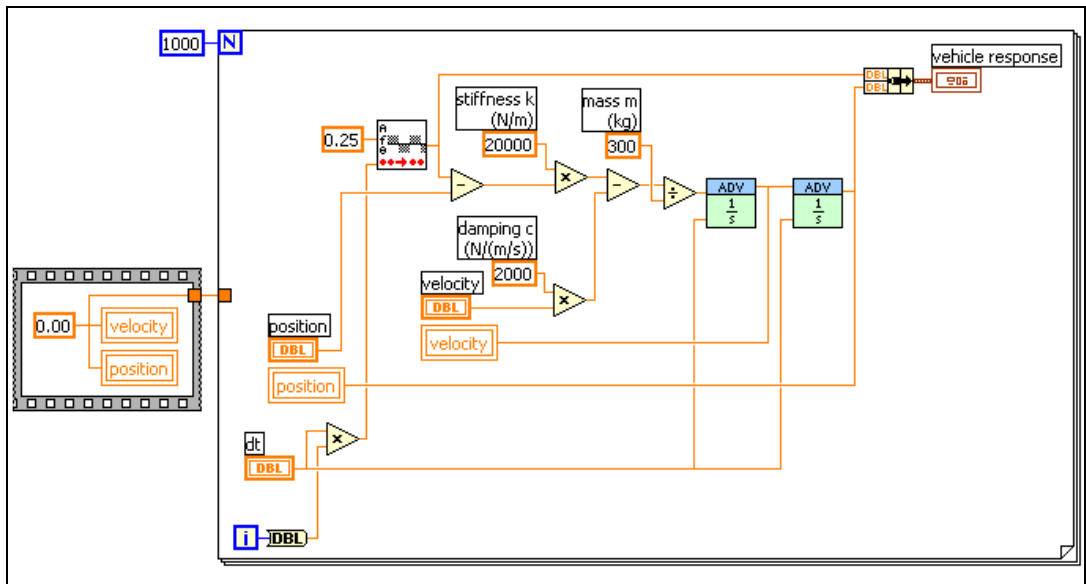 1000
N
vehicle response
DBL
DBL
stiffness k
(N/m)
20000
mass m
(kg)
300
0.25
A
f
θ
−
×
−
÷
ADV
1
s
ADV
1
s
damping c
(N/(m/s))
2000
velocity
DBL
×
0.00
velocity
position
position
DBL
velocity
position
×
dt
DBL
i
DBL